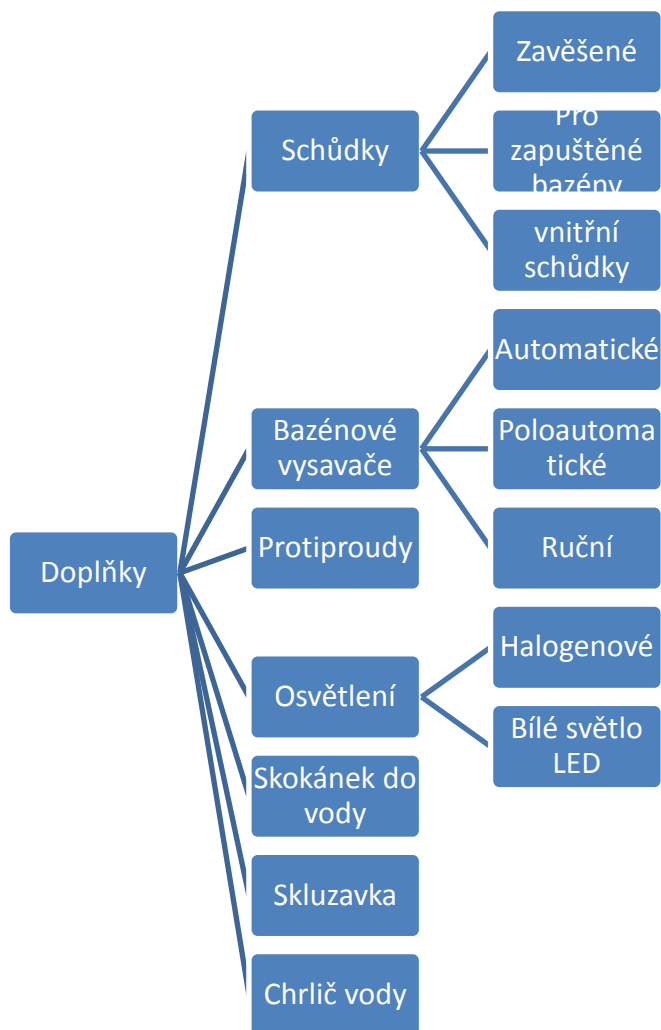 Doplňky
Schůdky
Zavěšené
Pro
zapuštěné
bazény
vnitřní
schůdky
Bazénové
vysavače
Automatické
Poloautoma
tické
Ruční
Protiproudy
Osvětlení
Halogenové
Bílé světlo
LED
Skokánek do
vody
Skluzavka
Chrlič vody